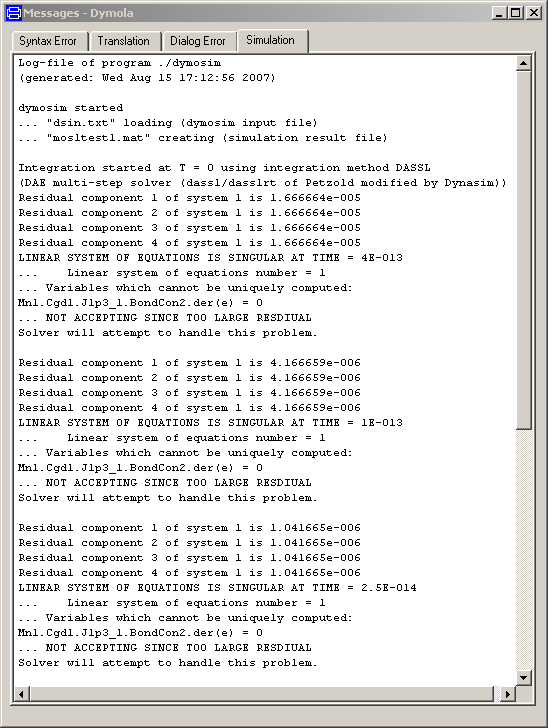 Messages - Dymola
Syntax Error Translation Dialog Error Simulation
Log-file of program ./dymosim
(generated: Wed Aug 15 17:12:56 2007)
dymosim started
... "dsin.txt" loading (dymosim input file)
... "mosltest1.mat" creating (simulation result file)
Integration started at T = 0 using integration method DASSL
(DAE multi-step solver (dassl/dasslrt of Petzold modified by Dynasim))
Residual component 1 of system 1 is 1.666664e-005
Residual component 2 of system 1 is 1.666664e-005
Residual component 3 of system 1 is 1.666664e-005
Residual component 4 of system 1 is 1.666664e-005
LINEAR SYSTEM OF EQUATIONS IS SINGULAR AT TIME = 4E-013
... Linear system of equations number = 1
... Variables which cannot be uniquely computed:
Mn1.Cgd1.J1p3_1.BondCon2.der(e) = 0
... NOT ACCEPTING SINCE TOO LARGE RESDIUAL
Solver will attempt to handle this problem.
Residual component 1 of system 1 is 4.166659e-006
Residual component 2 of system 1 is 4.166659e-006
Residual component 3 of system 1 is 4.166659e-006
Residual component 4 of system 1 is 4.166659e-006
LINEAR SYSTEM OF EQUATIONS IS SINGULAR AT TIME = 1E-013
... Linear system of equations number = 1
... Variables which cannot be uniquely computed:
Mn1.Cgd1.J1p3_1.BondCon2.der(e) = 0
... NOT ACCEPTING SINCE TOO LARGE RESDIUAL
Solver will attempt to handle this problem.
Residual component 1 of system 1 is 1.041665e-006
Residual component 2 of system 1 is 1.041665e-006
Residual component 3 of system 1 is 1.041665e-006
Residual component 4 of system 1 is 1.041665e-006
LINEAR SYSTEM OF EQUATIONS IS SINGULAR AT TIME = 2.5E-014
... Linear system of equations number = 1
... Variables which cannot be uniquely computed:
Mn1.Cgd1.J1p3_1.BondCon2.der(e) = 0
... NOT ACCEPTING SINCE TOO LARGE RESDIUAL
Solver will attempt to handle this problem.